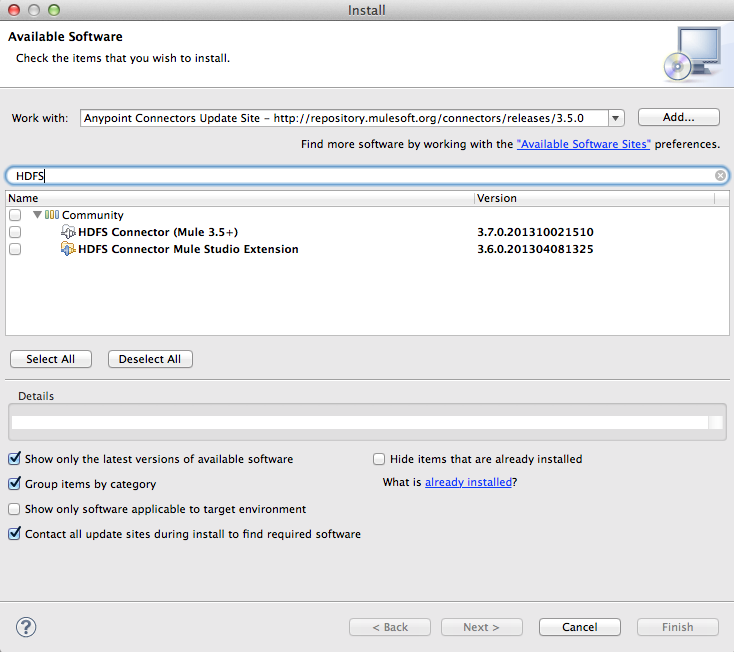 Install
Available Software
Check the items that you wish to install.
Work with: Anypoint Connectors Update Site – http://repository.mulesoft.org/connectors/releases/3.5.0 Add...
Find more software by working with the "Available Software Sites" preferences.
HDFS
Name Version
Community
HDFS Connector (Mule 3.5+) 3.7.0.201310021510
HDFS Connector Mule Studio Extension 3.6.0.201304081325
Select All Deselect All
Details
Show only the latest versions of available software Hide items that are already installed
Group items by category What is already installed?
Show only software applicable to target environment
Contact all update sites during install to find required software
? < Back Next > Cancel Finish